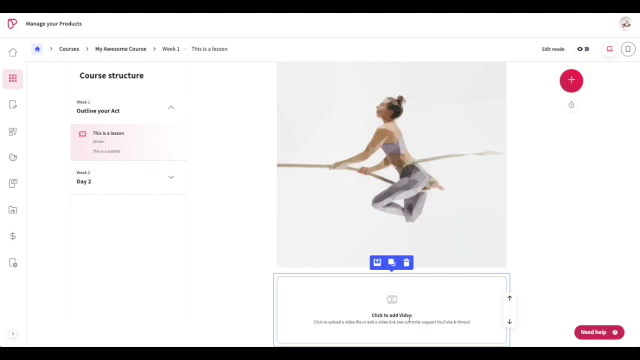 Manage your Products
Courses > My Awesome Course > Week 1 · This is a lesson
Edit mode
Course structure
Week 1
Outline your Act
This is a lesson
20 min
This is a subtitle
Week 2
Day 2
Click to add Video
Click to upload a video file or add a video link (we currently support YouTube & Vimeo)
Need help